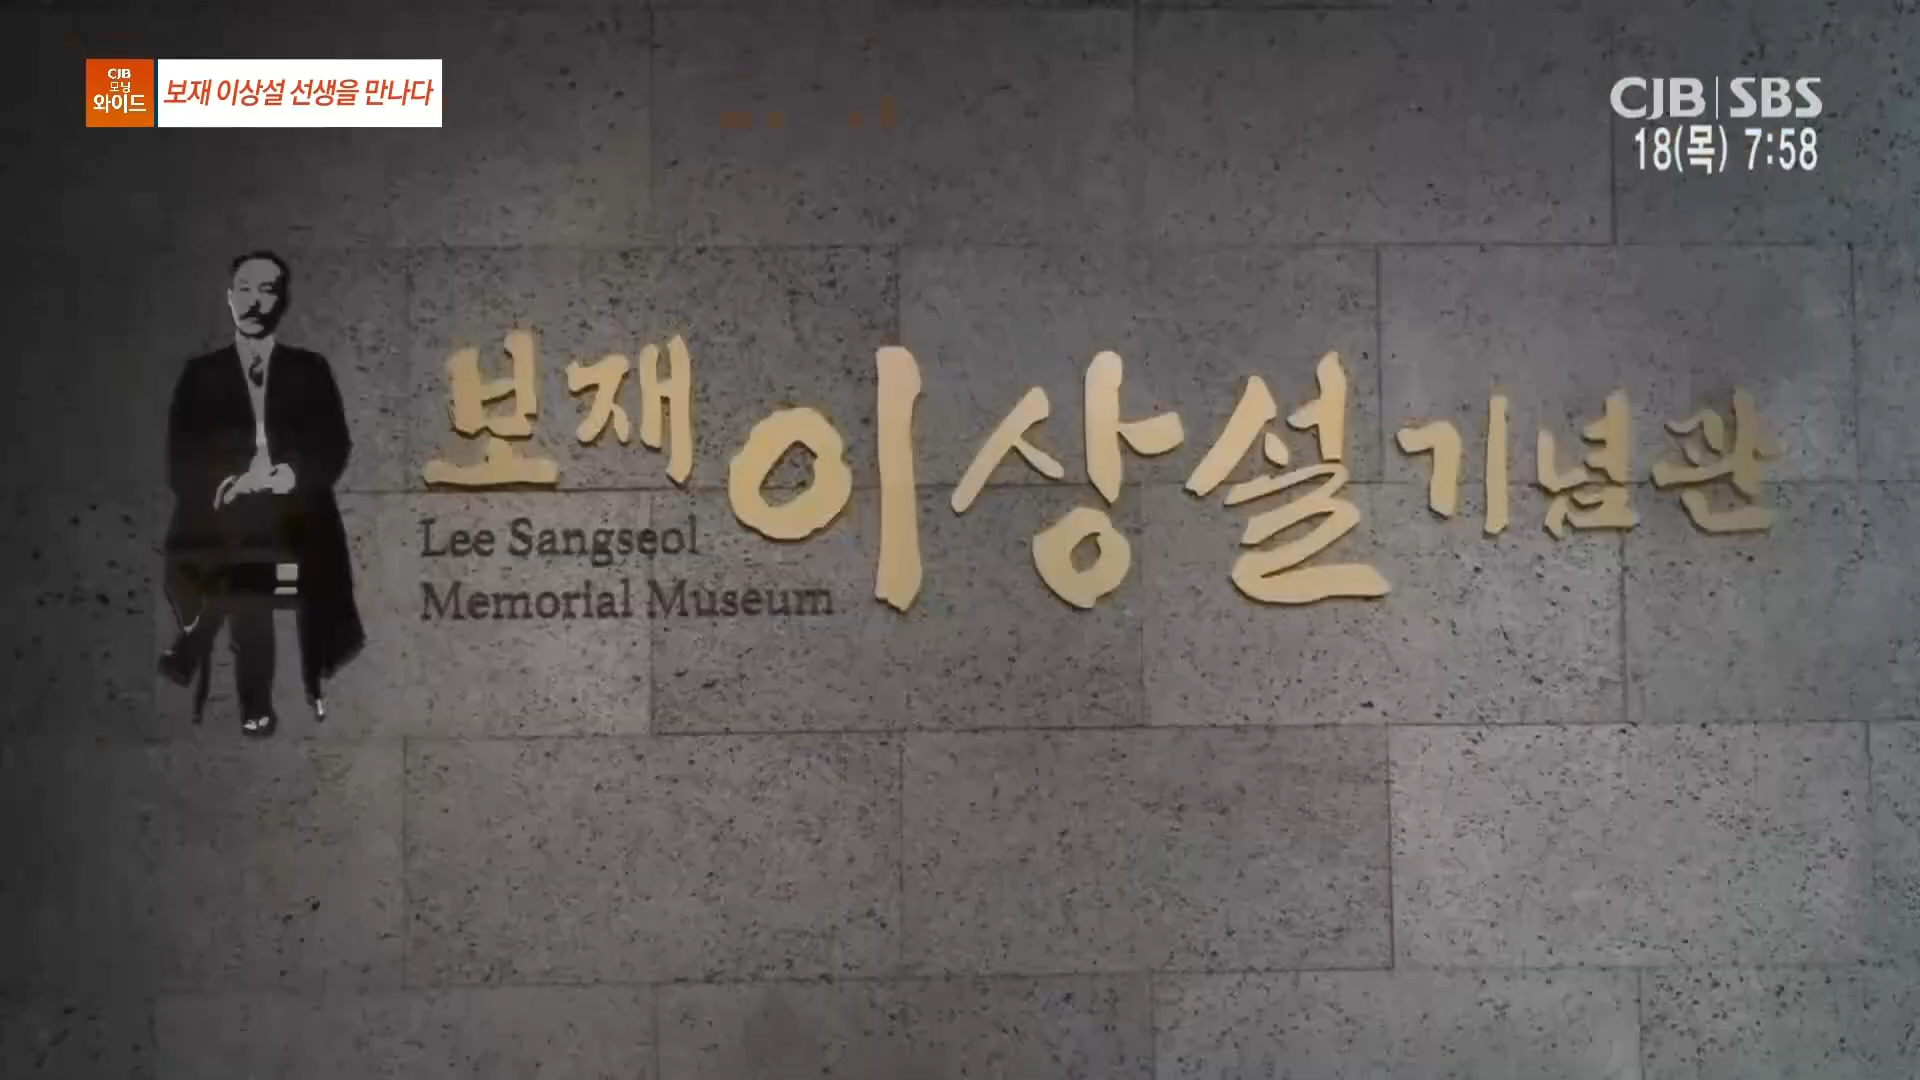 CJB
모닝
와이드
보재 이상설 선생을 만나다
CJB SBS
18(목) 7:58
보재 이상설 기념관
Lee Sangseol
Memorial Museum